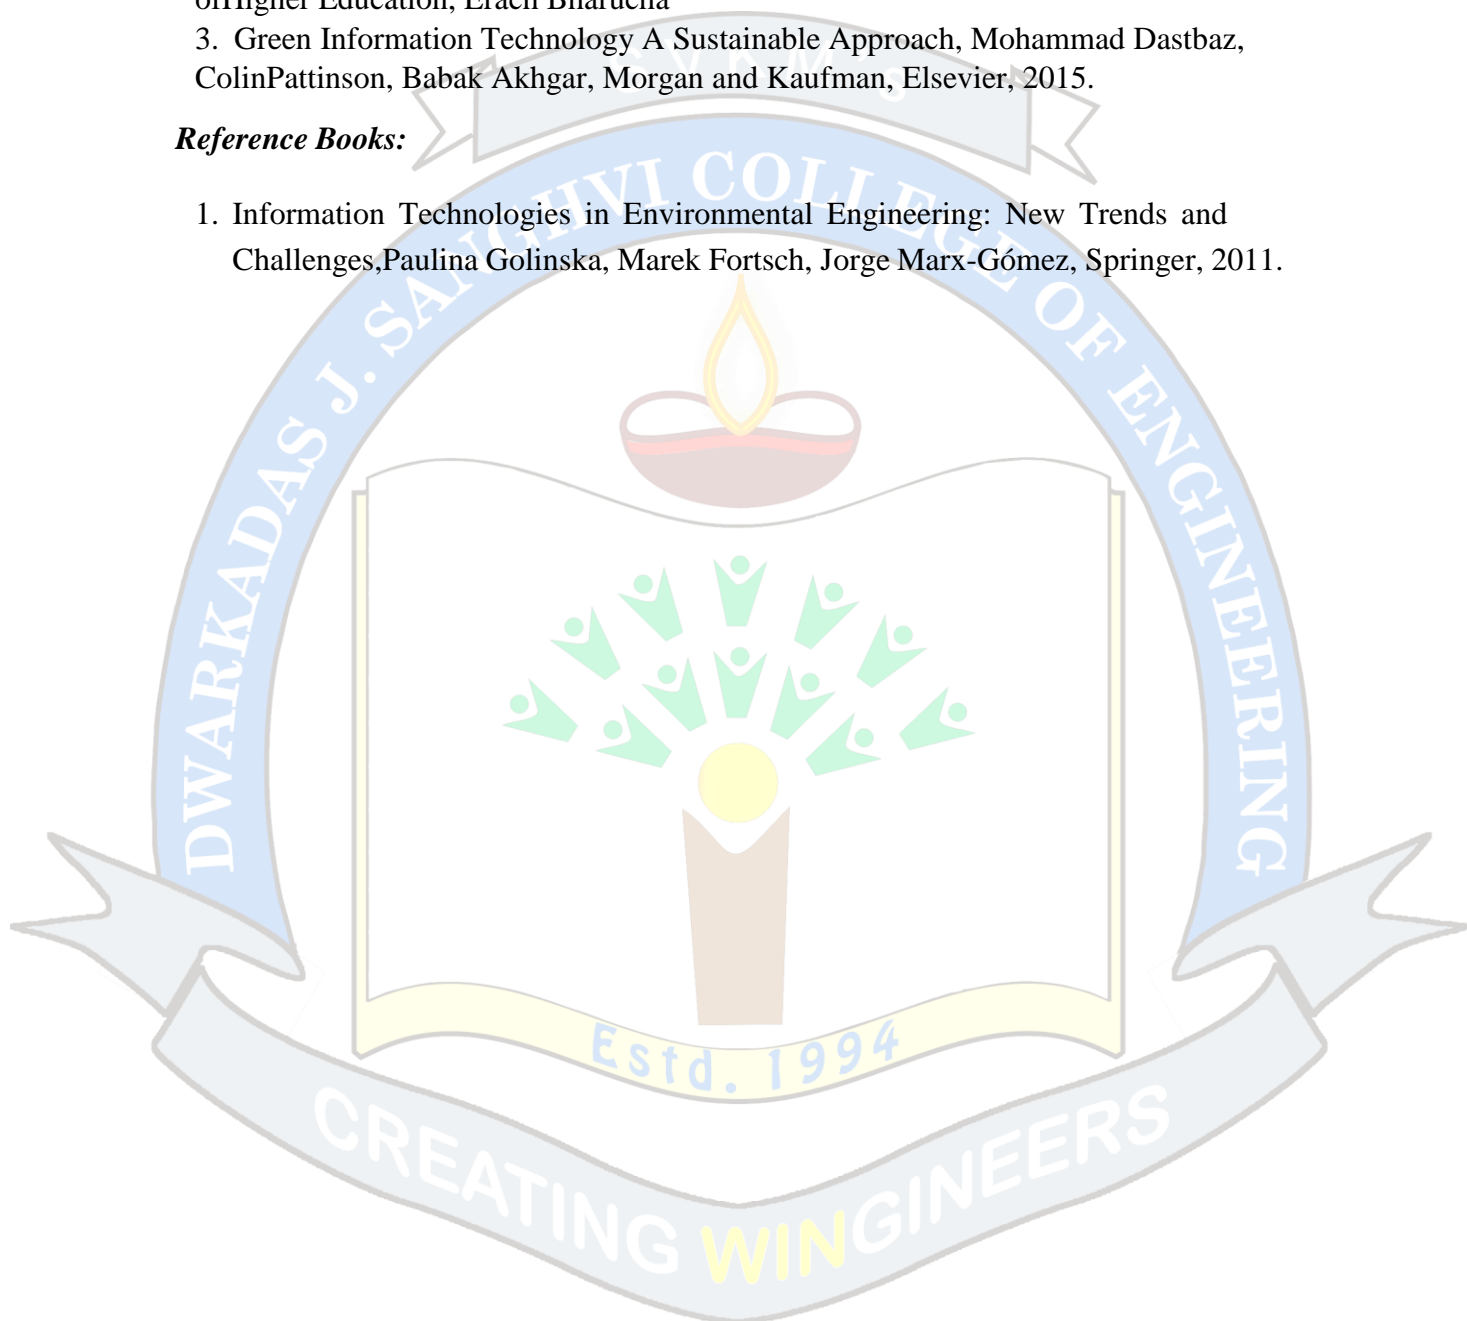 ofHigher Education, Erach Bharucha
3. Green Information Technology A Sustainable Approach, Mohammad Dastbaz,
ColinPattinson, Babak Akhgar, Morgan and Kaufman, Elsevier, 2015.
Reference Books:
1. Information Technologies in Environmental Engineering: New Trends and
Challenges,Paulina Golinska, Marek Fortsch, Jorge Marx-Gómez, Springer, 2011.
SVKM's
DWARKADAS J. SANGHVI COLLEGE OF ENGINEERING
Estd. 1994
CREATING WINGINEERS